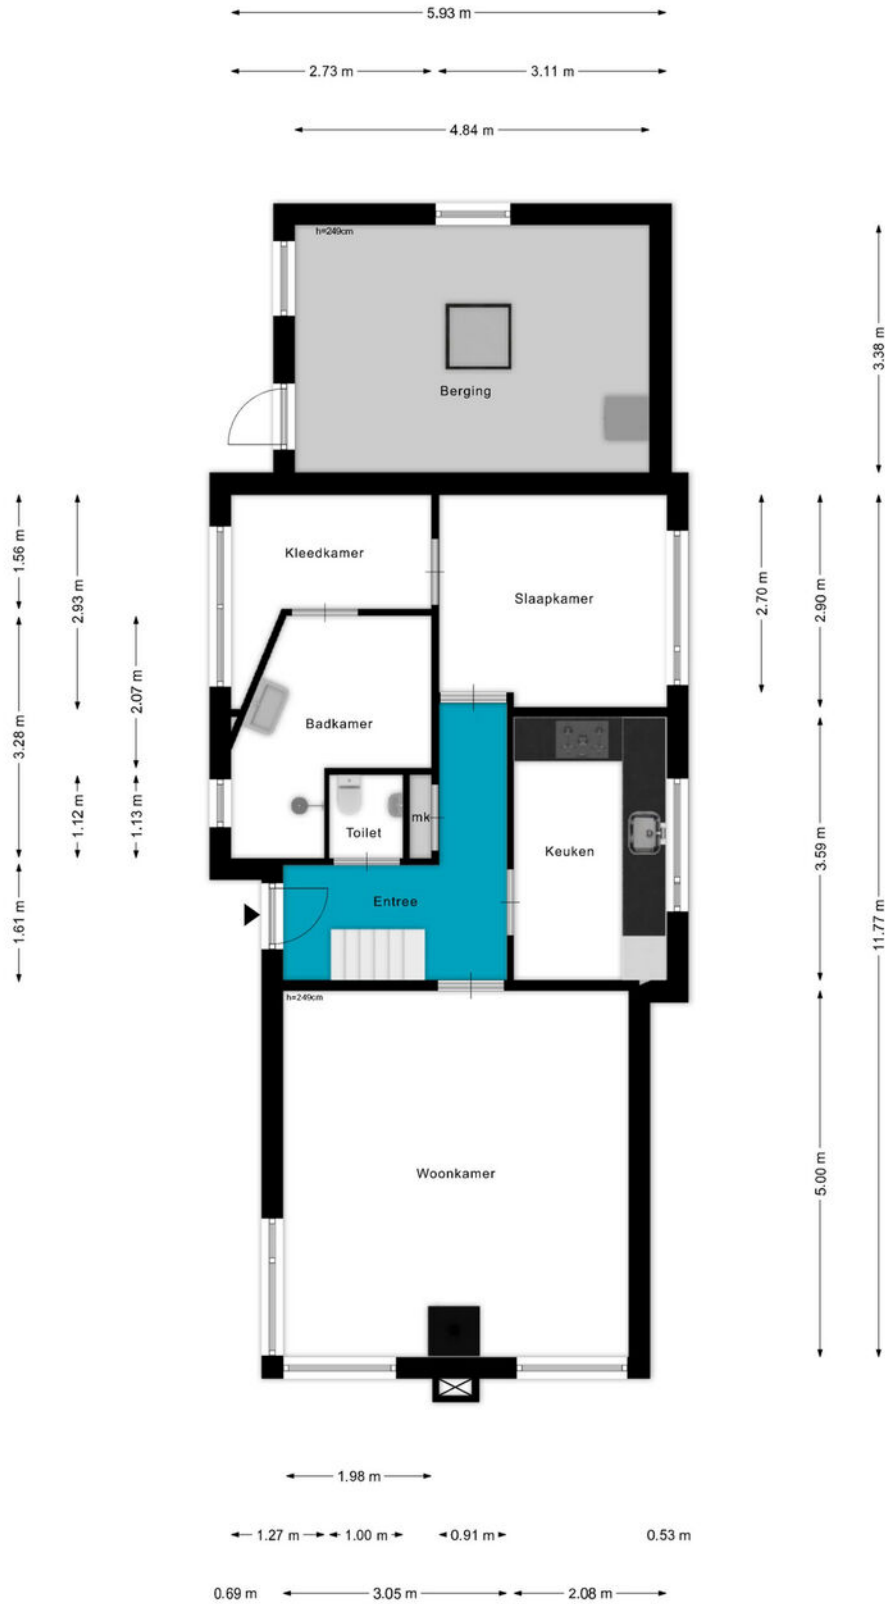 5.93 m
2.73 m
3.11 m
4.84 m
h=249cm
3.38 m
Berging
1.56 m
2.93 m
Kleedkamer
2.70 m
2.90 m
Slaapkamer
3.28 m
2.07 m
Badkamer
1.12 m
1.13 m
mk
Toilet
Keuken
3.59 m
Entree
1.61 m
11.77 m
h=249cm
Woonkamer
5.00 m
1.98 m
1.27 m
1.00 m
0.91 m
0.53 m
0.69 m
3.05 m
2.08 m